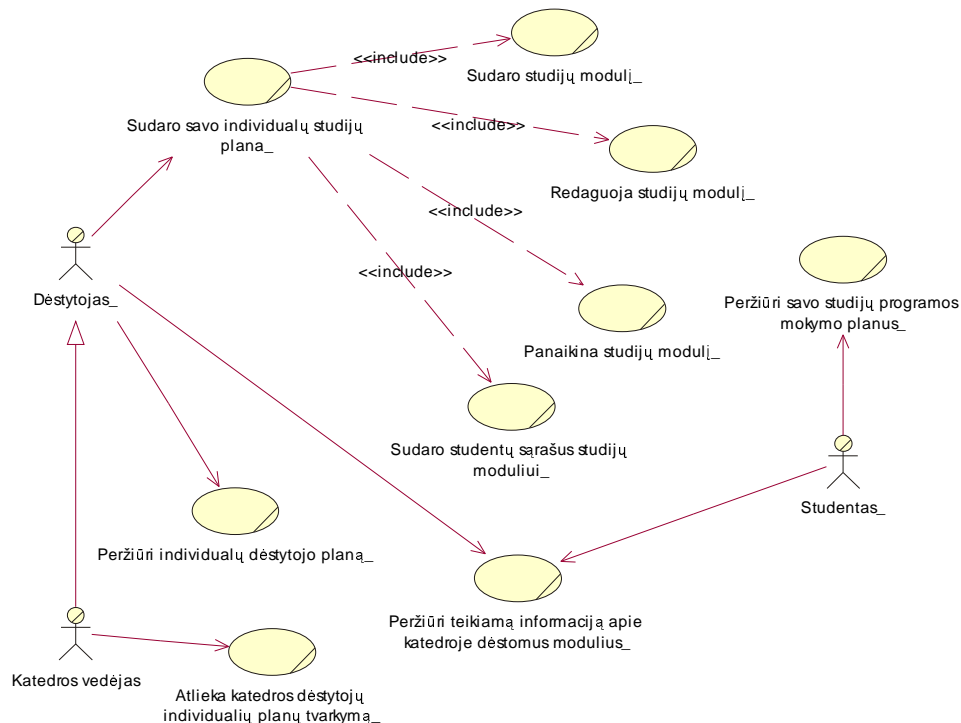 <<include>>
Sudaro studijų modulį_
Sudaro savo individualų studijų
plana_
<<include>>
Redaguoja studijų modulį_
<<include>>
<<include>>
Dėstytojas_
Peržiūri savo studijų programos
mokymo planus_
Panaikina studijų modulį_
Sudaro studentų sąrašus studijų
moduliui_
Studentas_
Peržiūri individualų dėstytojo planą_
Peržiūri teikiamą informaciją apie
katedroje dėstomus modulius_
Katedros vedėjas
Atlieka katedros dėstytojų
individualių planų tvarkymą_